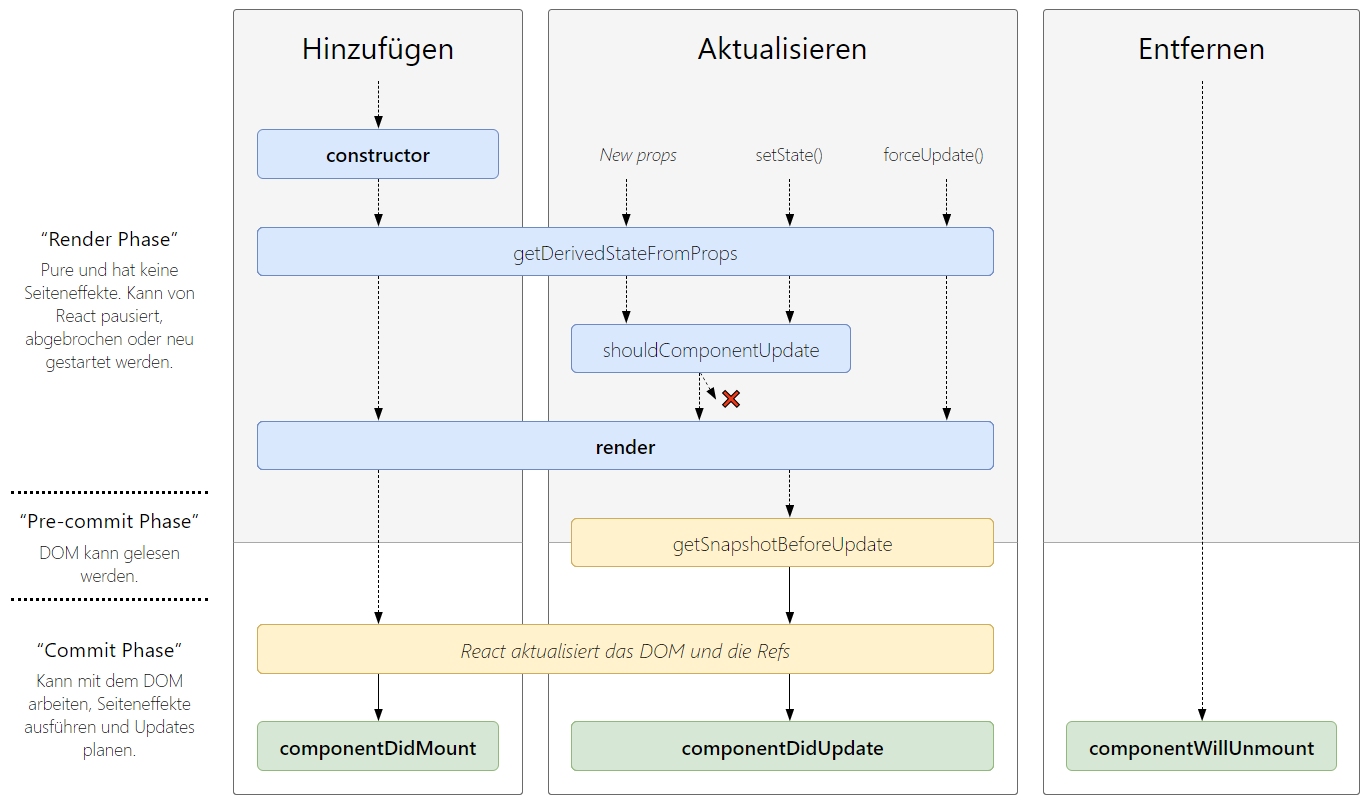 Hinzufügen
Aktualisieren
Entfernen
constructor
New props
setState()
forceUpdate()
“Render Phase”
Pure und hat keine
Seiteneffekte. Kann von
React pausiert,
abgebrochen oder neu
gestartet werden.
getDerivedStateFromProps
shouldComponentUpdate
render
“Pre-commit Phase”
DOM kann gelesen
werden.
getSnapshotBeforeUpdate
“Commit Phase”
Kann mit dem DOM
arbeiten, Seiteneffekte
ausführen und Updates
planen.
React aktualisiert das DOM und die Refs
componentDidMount
componentDidUpdate
componentWillUnmount